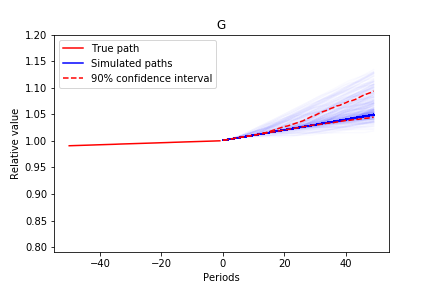 G
True path
Simulated paths
90% confidence interval
Relative value
1.20
1.15
1.10
1.05
1.00
0.95
0.90
0.85
0.80
−40
−20
0
20
40
Periods